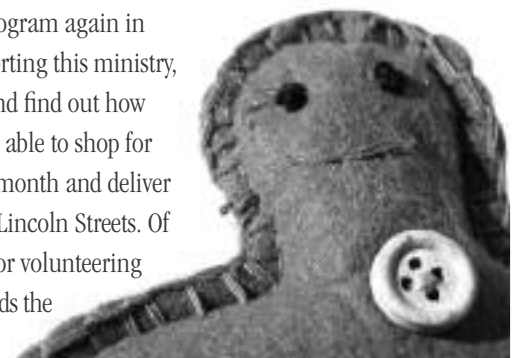 ogram again in
rting this ministry,
nd find out how
able to shop for
month and deliver
Lincoln Streets. Of
or volunteering
ds the